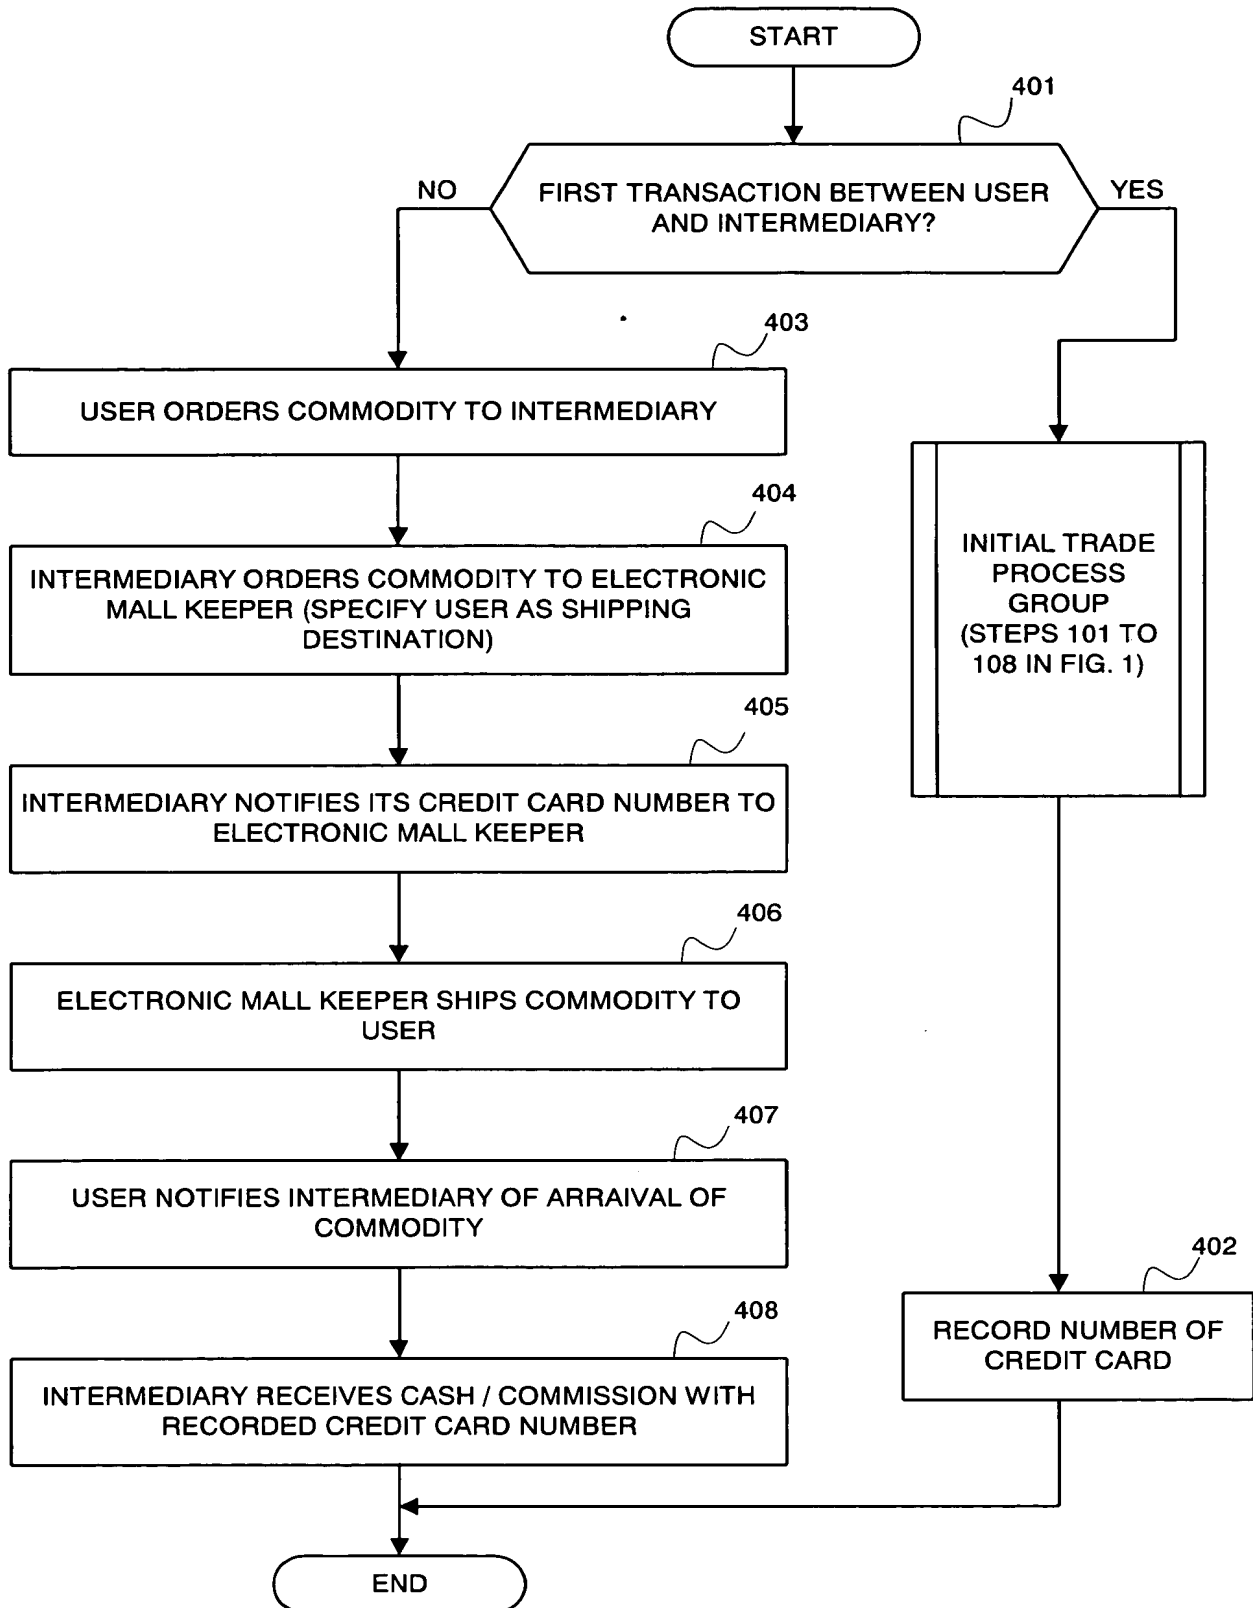 START
401
FIRST TRANSACTION BETWEEN USER
AND INTERMEDIARY?
NO
YES
403
USER ORDERS COMMODITY TO INTERMEDIARY
404
INTERMEDIARY ORDERS COMMODITY TO ELECTRONIC
MALL KEEPER (SPECIFY USER AS SHIPPING
DESTINATION)
405
INTERMEDIARY NOTIFIES ITS CREDIT CARD NUMBER TO
ELECTRONIC MALL KEEPER
406
ELECTRONIC MALL KEEPER SHIPS COMMODITY TO
USER
407
USER NOTIFIES INTERMEDIARY OF ARRAIVAL OF
COMMODITY
408
INTERMEDIARY RECEIVES CASH / COMMISSION WITH
RECORDED CREDIT CARD NUMBER
INITIAL TRADE
PROCESS
GROUP
(STEPS 101 TO
108 IN FIG. 1)
402
RECORD NUMBER OF
CREDIT CARD
END